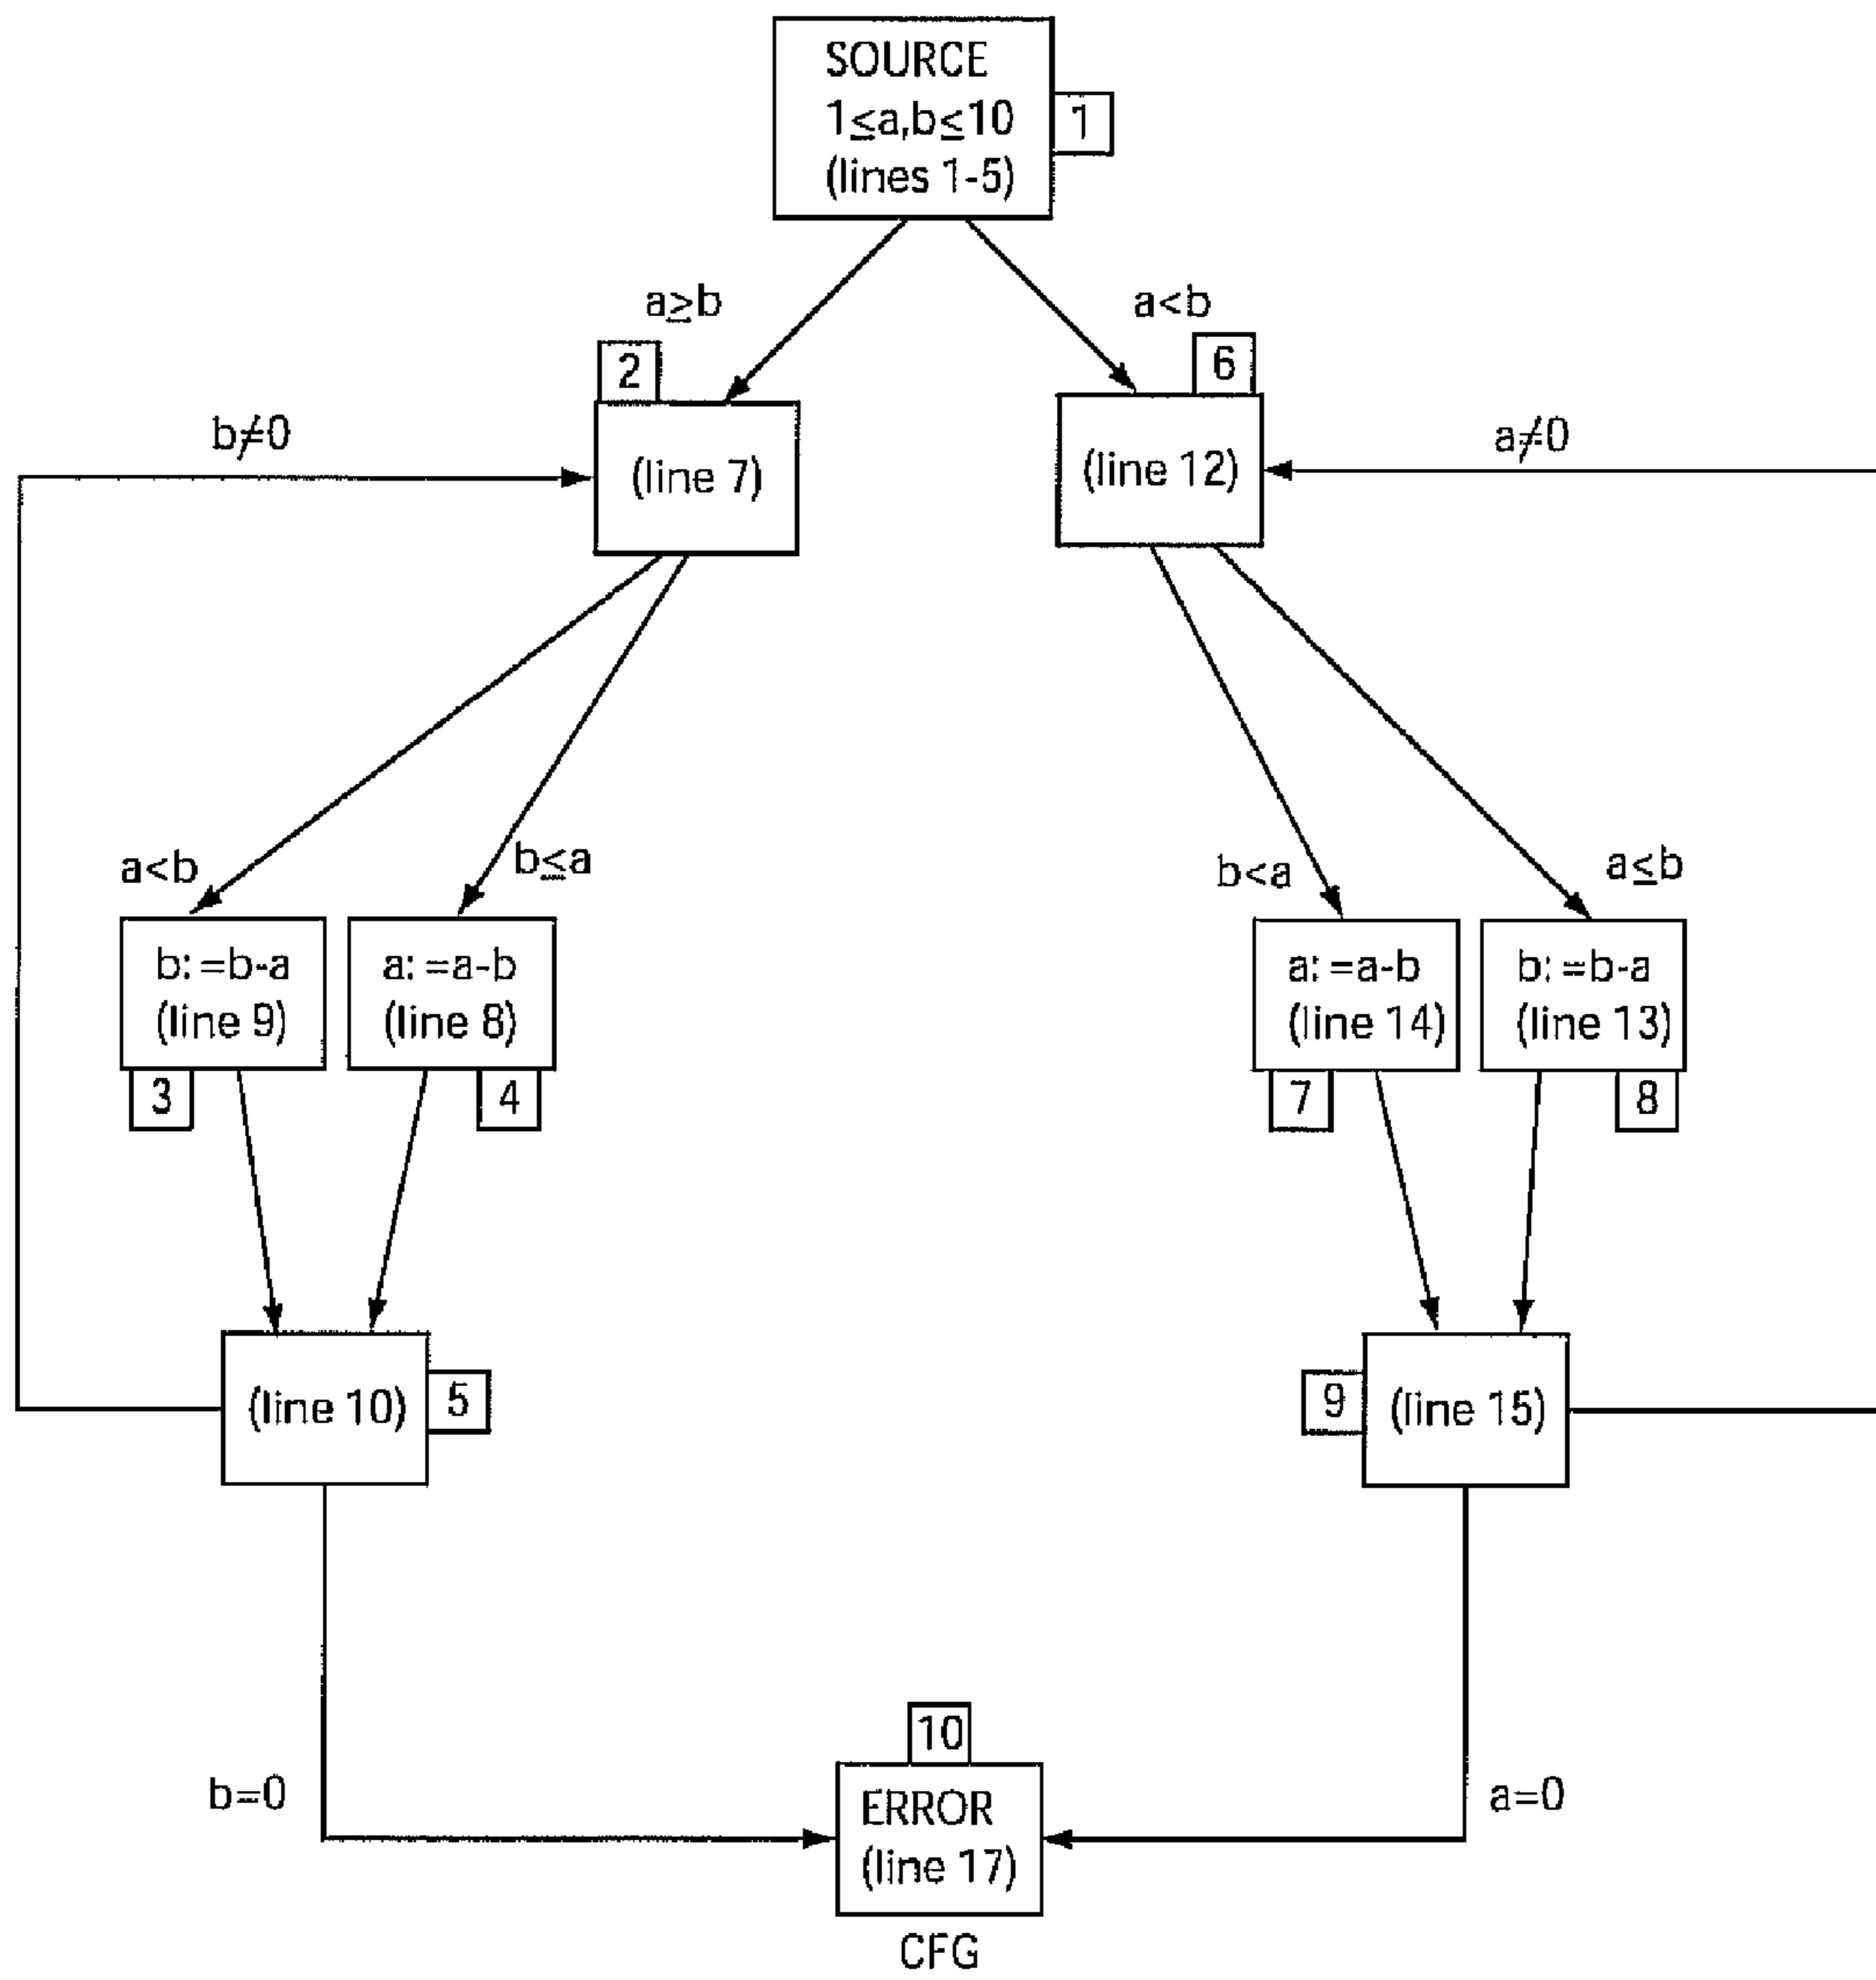 SOURCE
1≤a,b≤10
(lines 1-5)
1
a≥b
a<b
2
6
b≠0
(line 7)
(line 12)
a≠0
a<b
b≤a
b<a
a≤b
b:=b-a
(line 9)
a:=a-b
(line 8)
a:=a-b
(line 14)
b:=b-a
(line 13)
3
4
7
8
(line 10)
5
9
(line 15)
10
b=0
ERROR
(line 17)
a=0
CFG